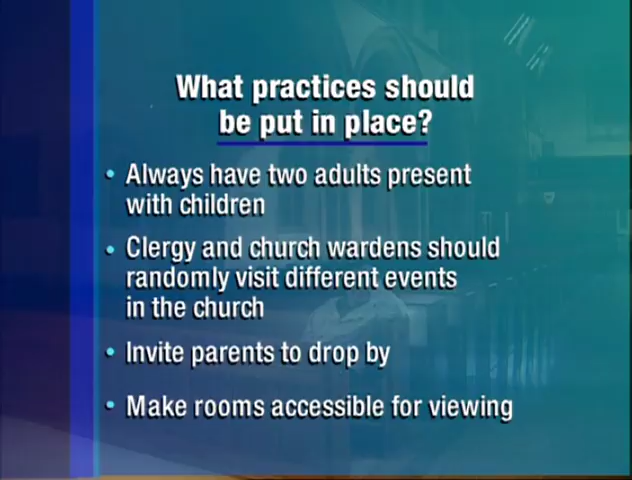 What practices should
be put in place?
• Always have two adults present
with children
• Clergy and church wardens should
randomly visit different events
in the church
• Invite parents to drop by
• Make rooms accessible for viewing